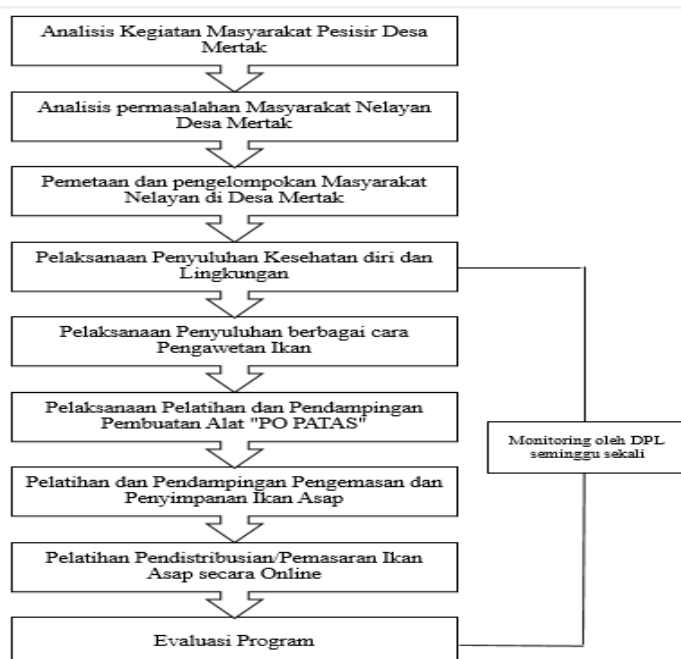 Analisis Kegiatan Masyarakat Pesisir Desa
Mertak
Analisis permasalahan Masyarakat Nelayan
Desa Mertak
Pemetaan dan pengelompokan Masyarakat
Nelayan di Desa Mertak
Pelaksanaan Penyuluhan Kesehatan diri dan
Lingkungan
Pelaksanaan Penyuluhan berbagai cara
Pengawetan Ikan
Pelaksanaan Pelatihan dan Pendampingan
Pembuatan Alat "PO PATAS"
Monitoring oleh DPL
seminggu sekali
Pelatihan dan Pendampingan Pengemasan dan
Penyimpanan Ikan Asap
Pelatihan Pendistribusian/Pemasaran Ikan
Asap secara Online
Evaluasi Program